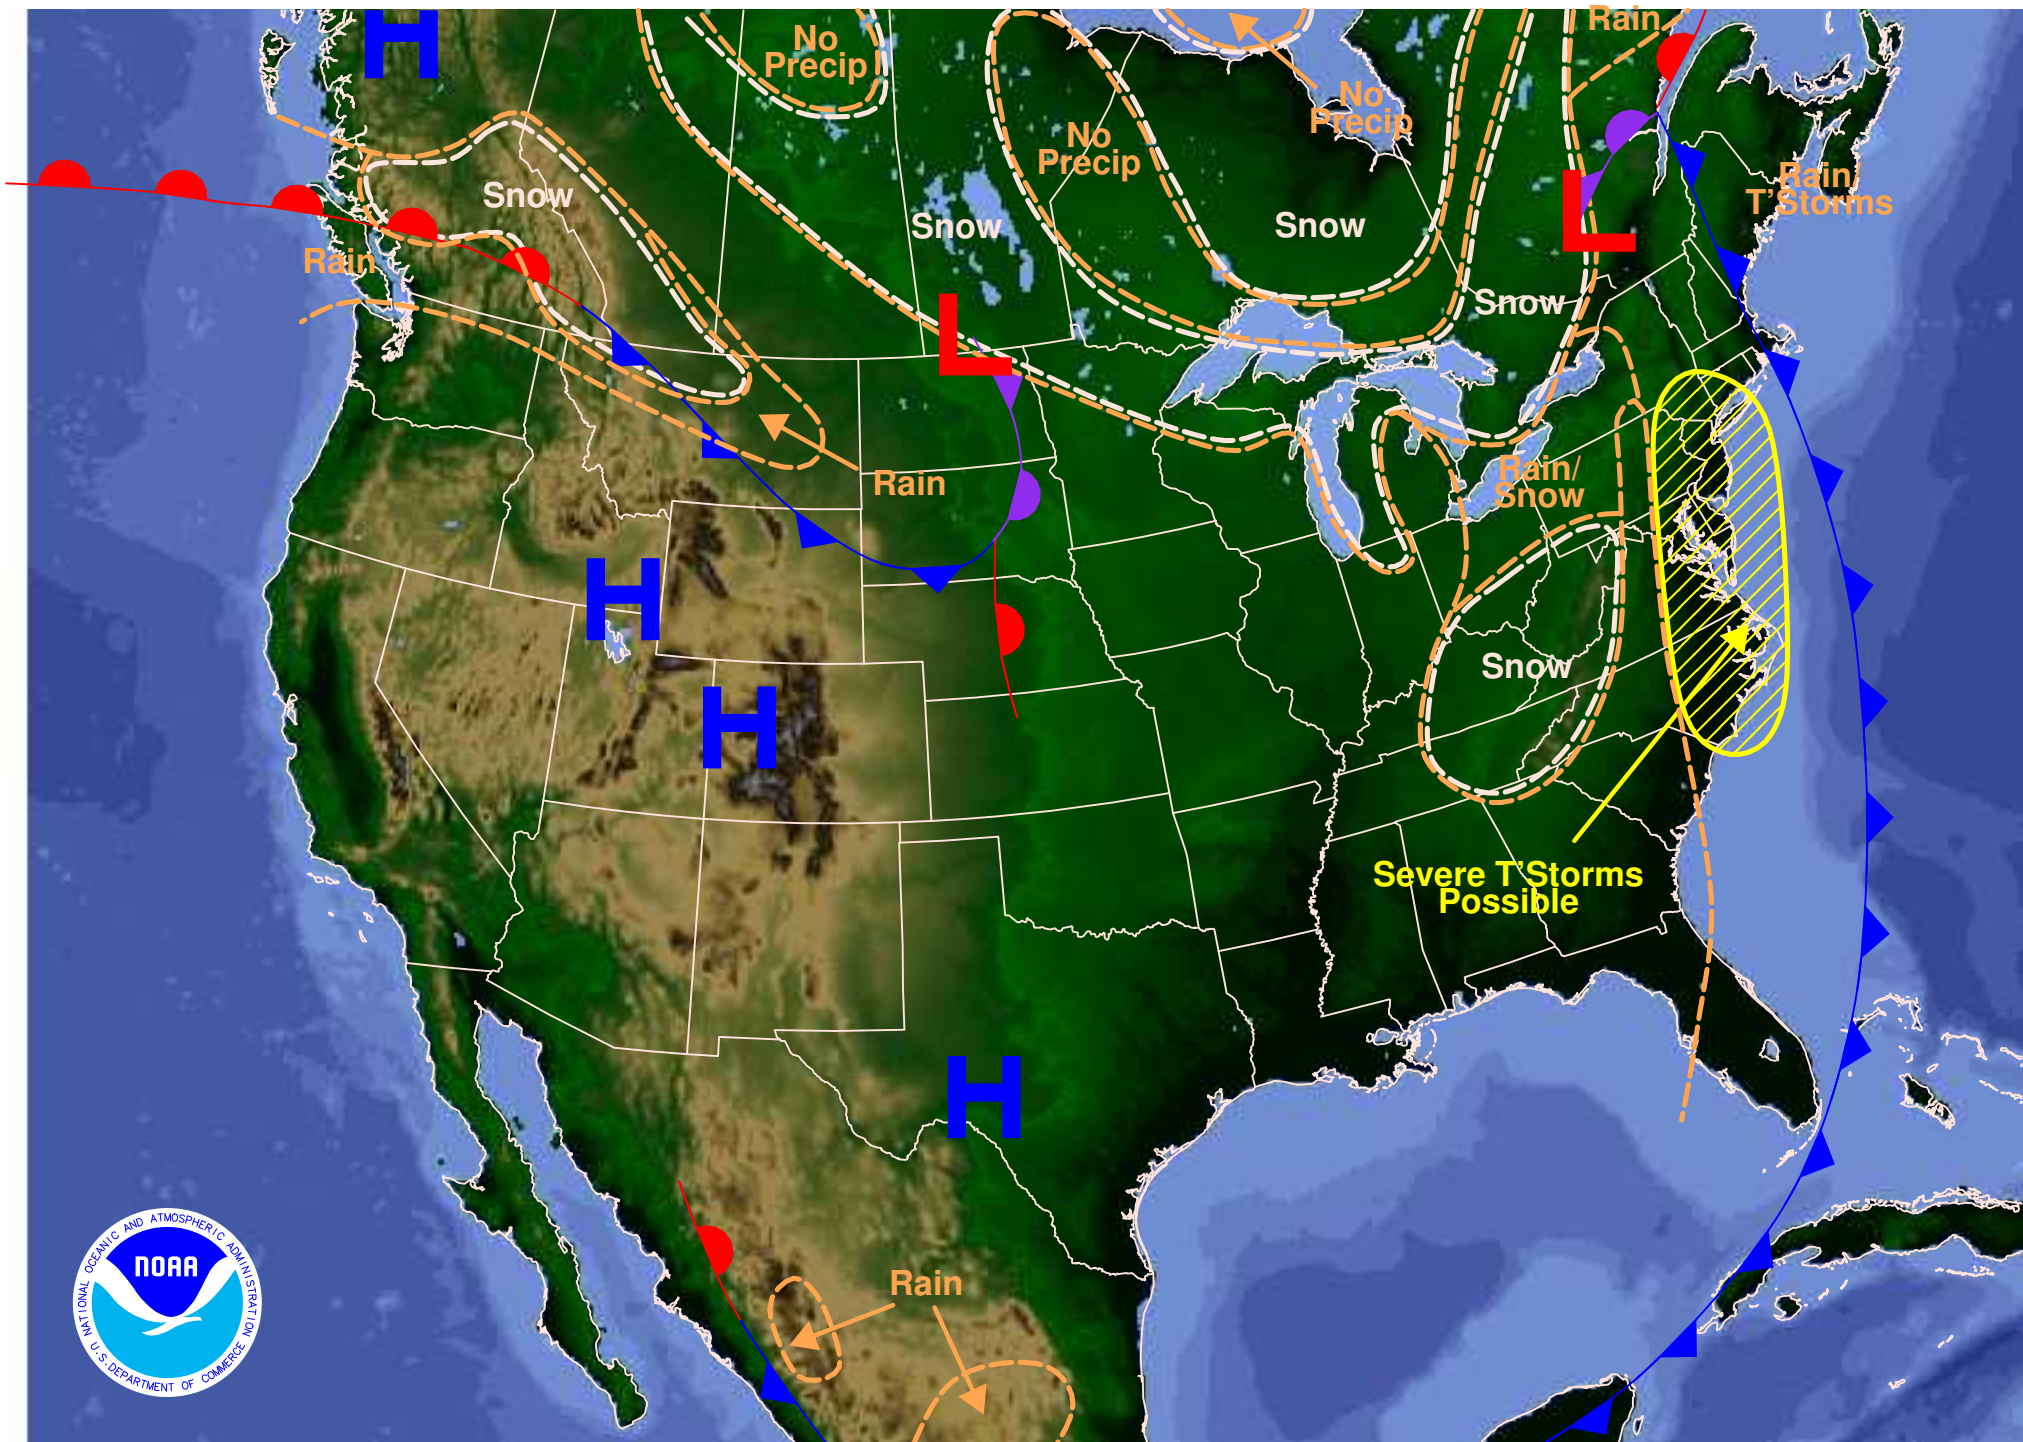 H
Rain
No
Precip
No
Precip
No
Precip
Rain/
T'Storms
Snow
Snow
Snow
L
Rain
Snow
L
Rain/
Snow
Rain
H
Snow
H
Severe T'Storms
Possible
H
Rain
NATIONAL OCEANIC AND ATMOSPHERIC ADMINISTRATION
NOAA
U.S. DEPARTMENT OF COMMERCE